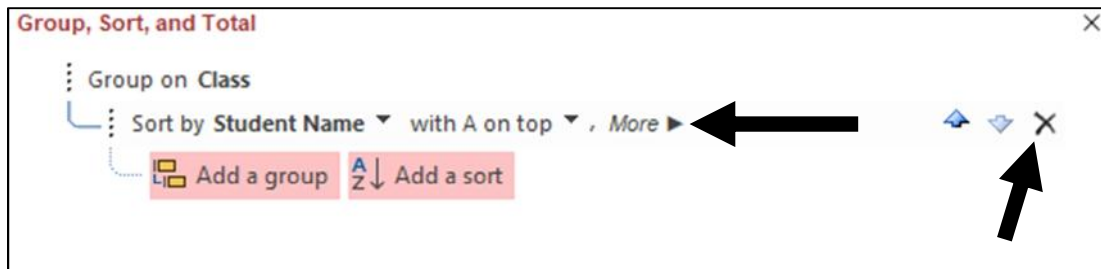 Group, Sort, and Total
Group on Class
Sort by Student Name with A on top , More
Add a group Add a sort